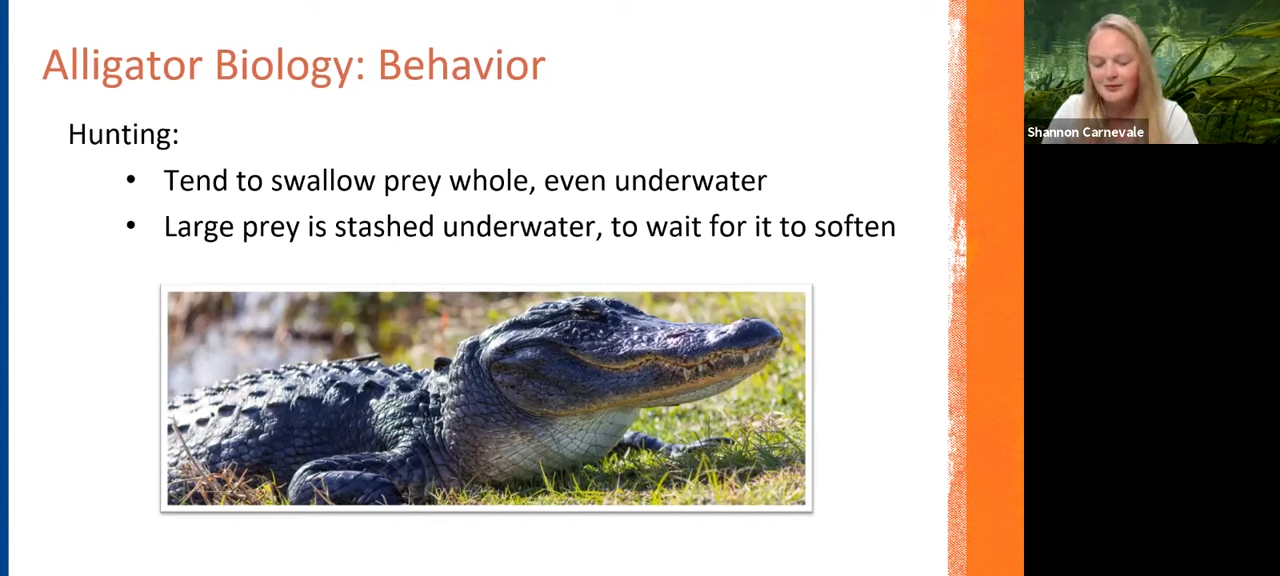 Alligator Biology: Behavior
Hunting:
• Tend to swallow prey whole, even underwater
• Large prey is stashed underwater, to wait for it to soften
Shannon Carnevale